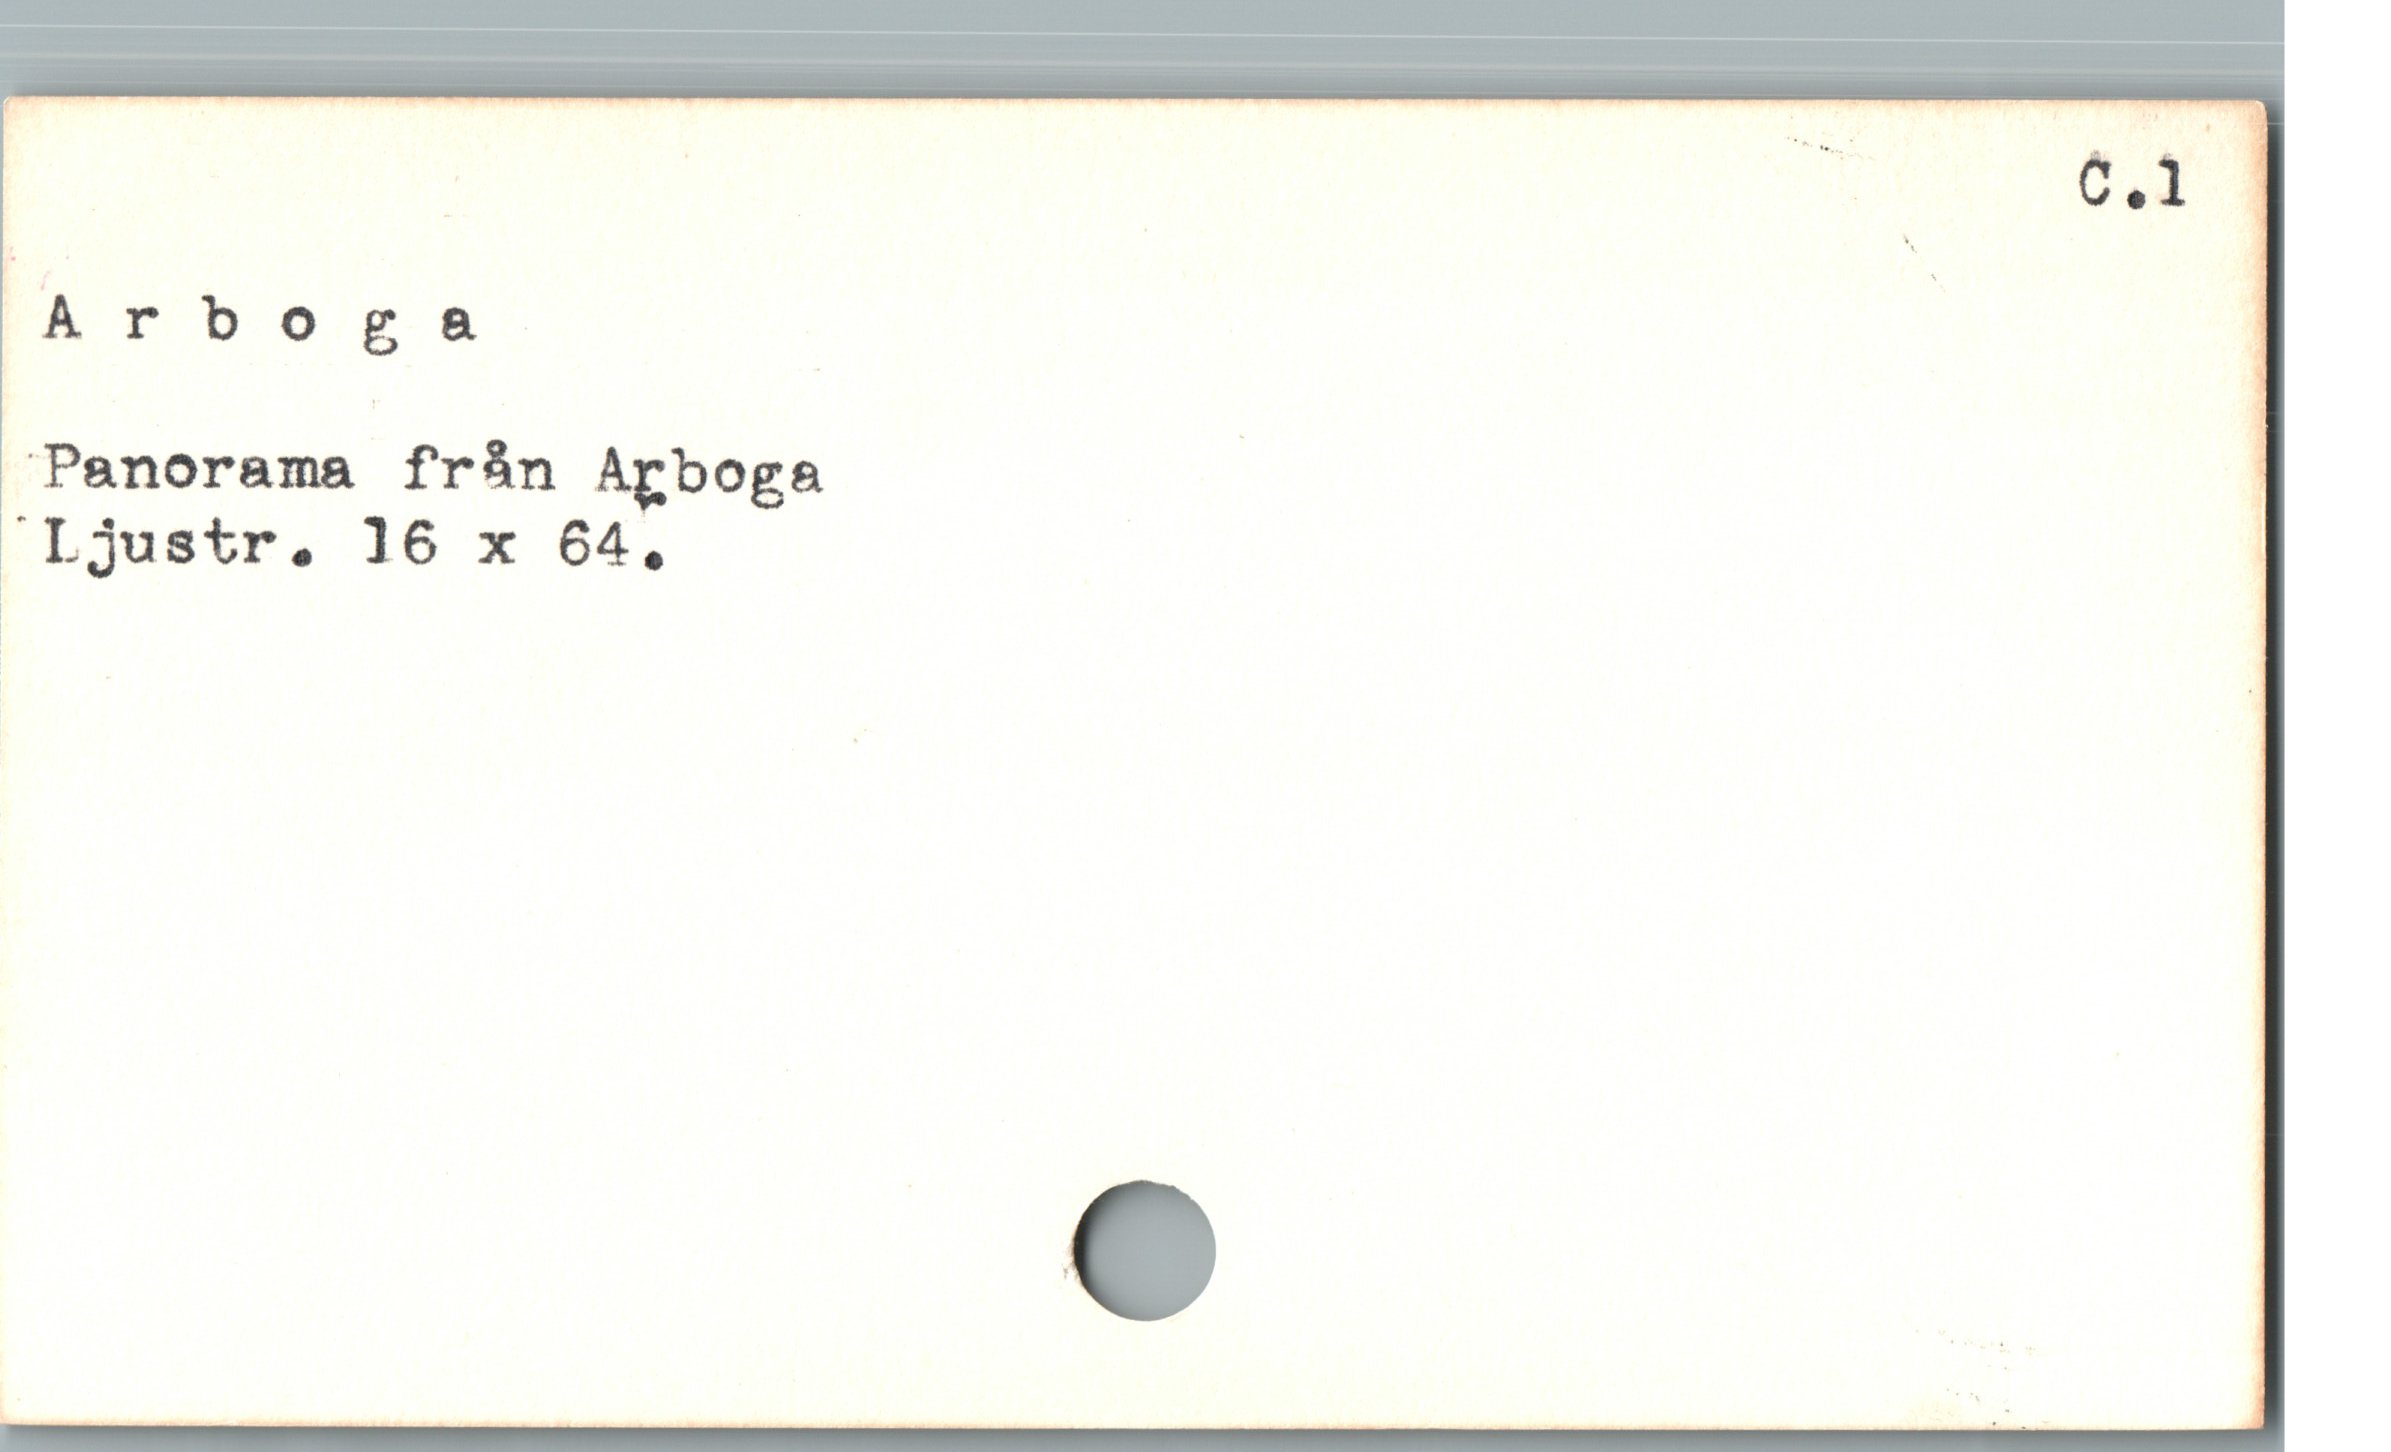 C.1
A r b o g a
Panorama från Arboga
Ljustr. 16 x 64.